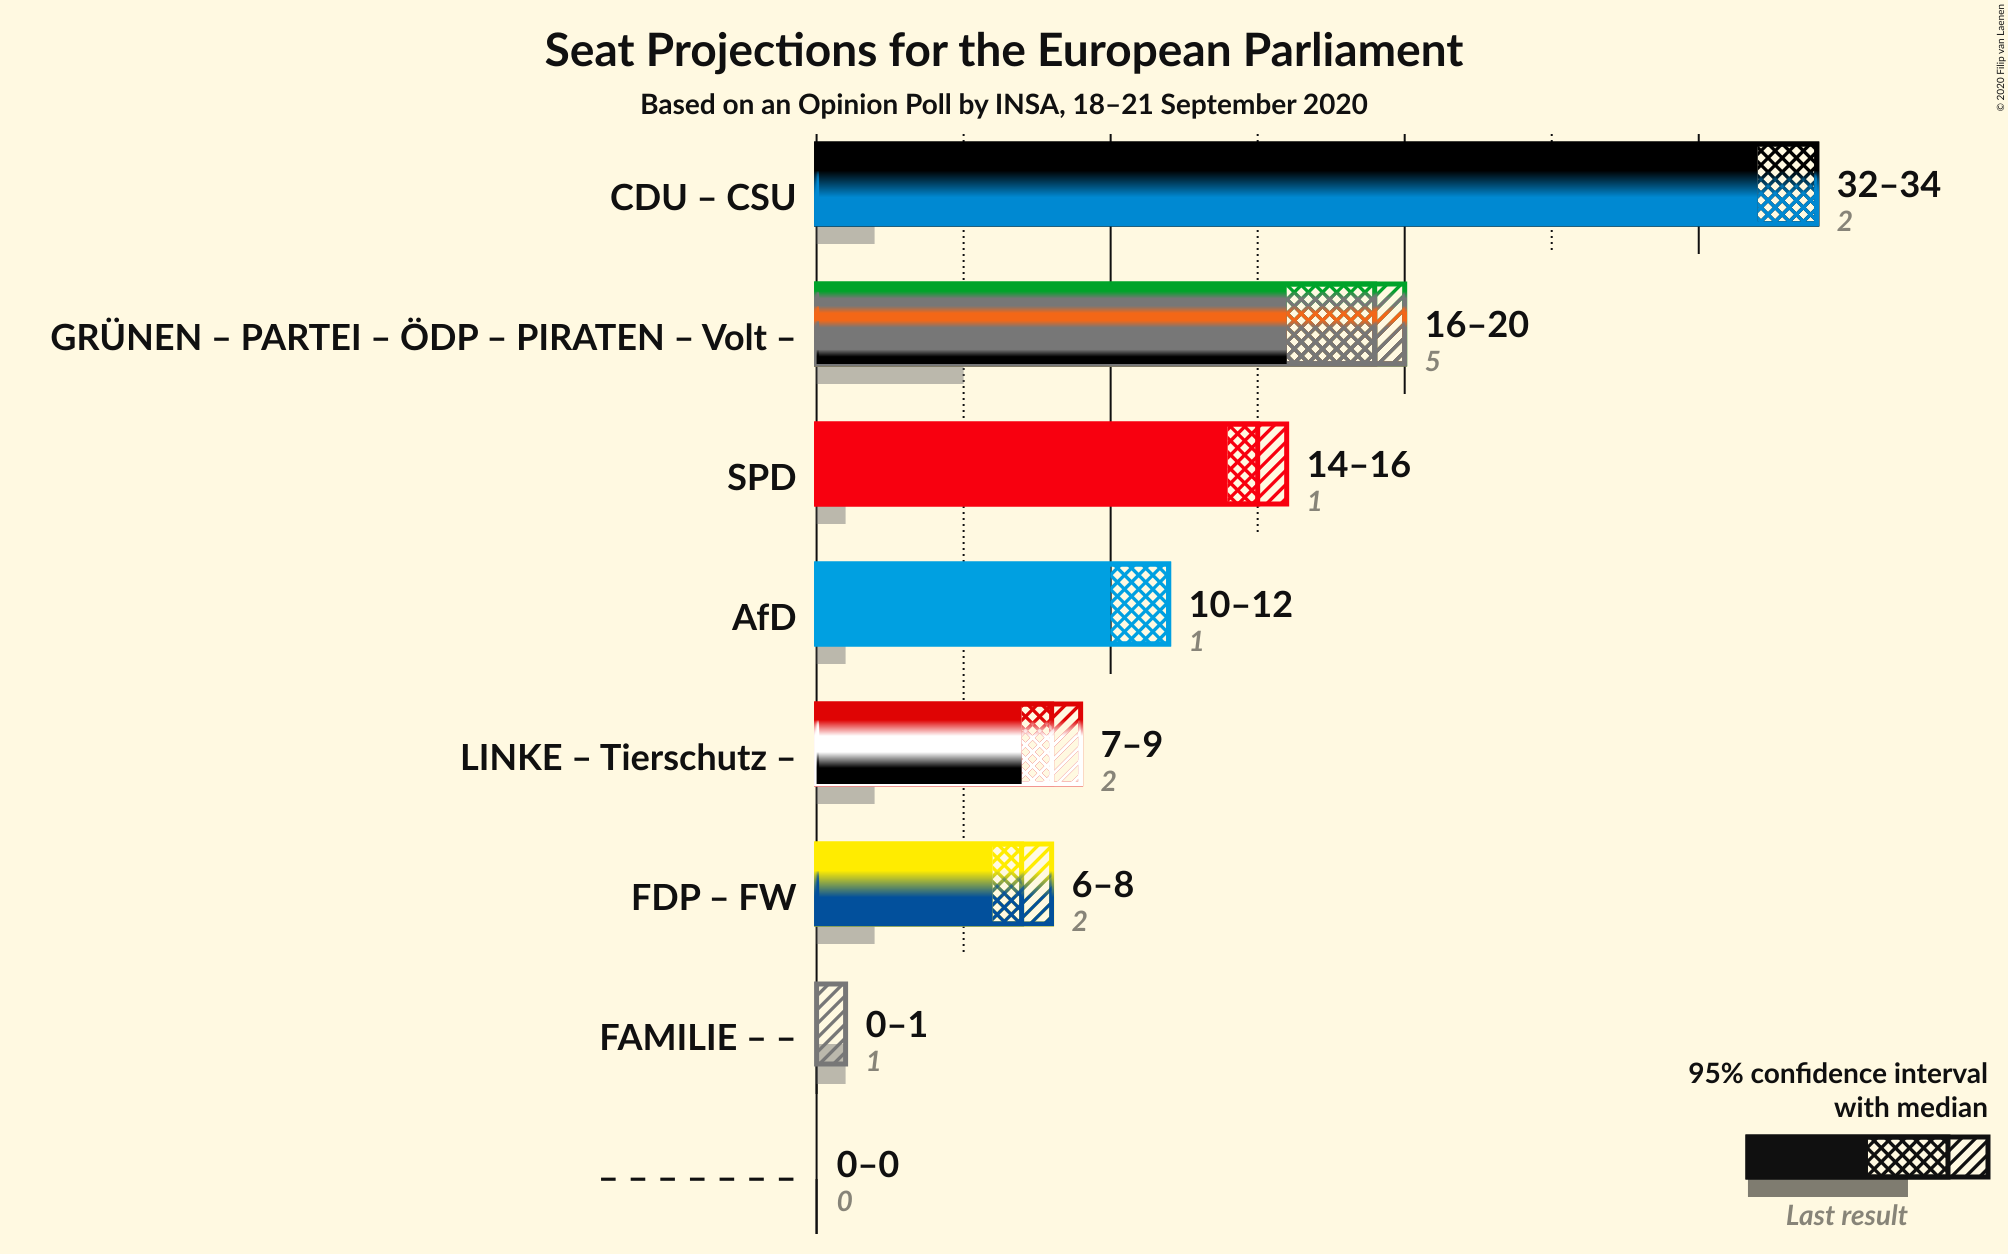 Seat Projections for the European Parliament
Based on an Opinion Poll by INSA, 18–21 September 2020
© 2020 Filip van Laenen
CDU – CSU
32–34
2
GRÜNEN – PARTEI – ÖDP – PIRATEN – Volt –
16–20
5
SPD
14–16
1
AfD
10–12
1
LINKE – Tierschutz –
7–9
2
FDP – FW
6–8
2
FAMILIE – –
0–1
1
– – – – – – –
0–0
0
95% confidence interval
with median
Last result